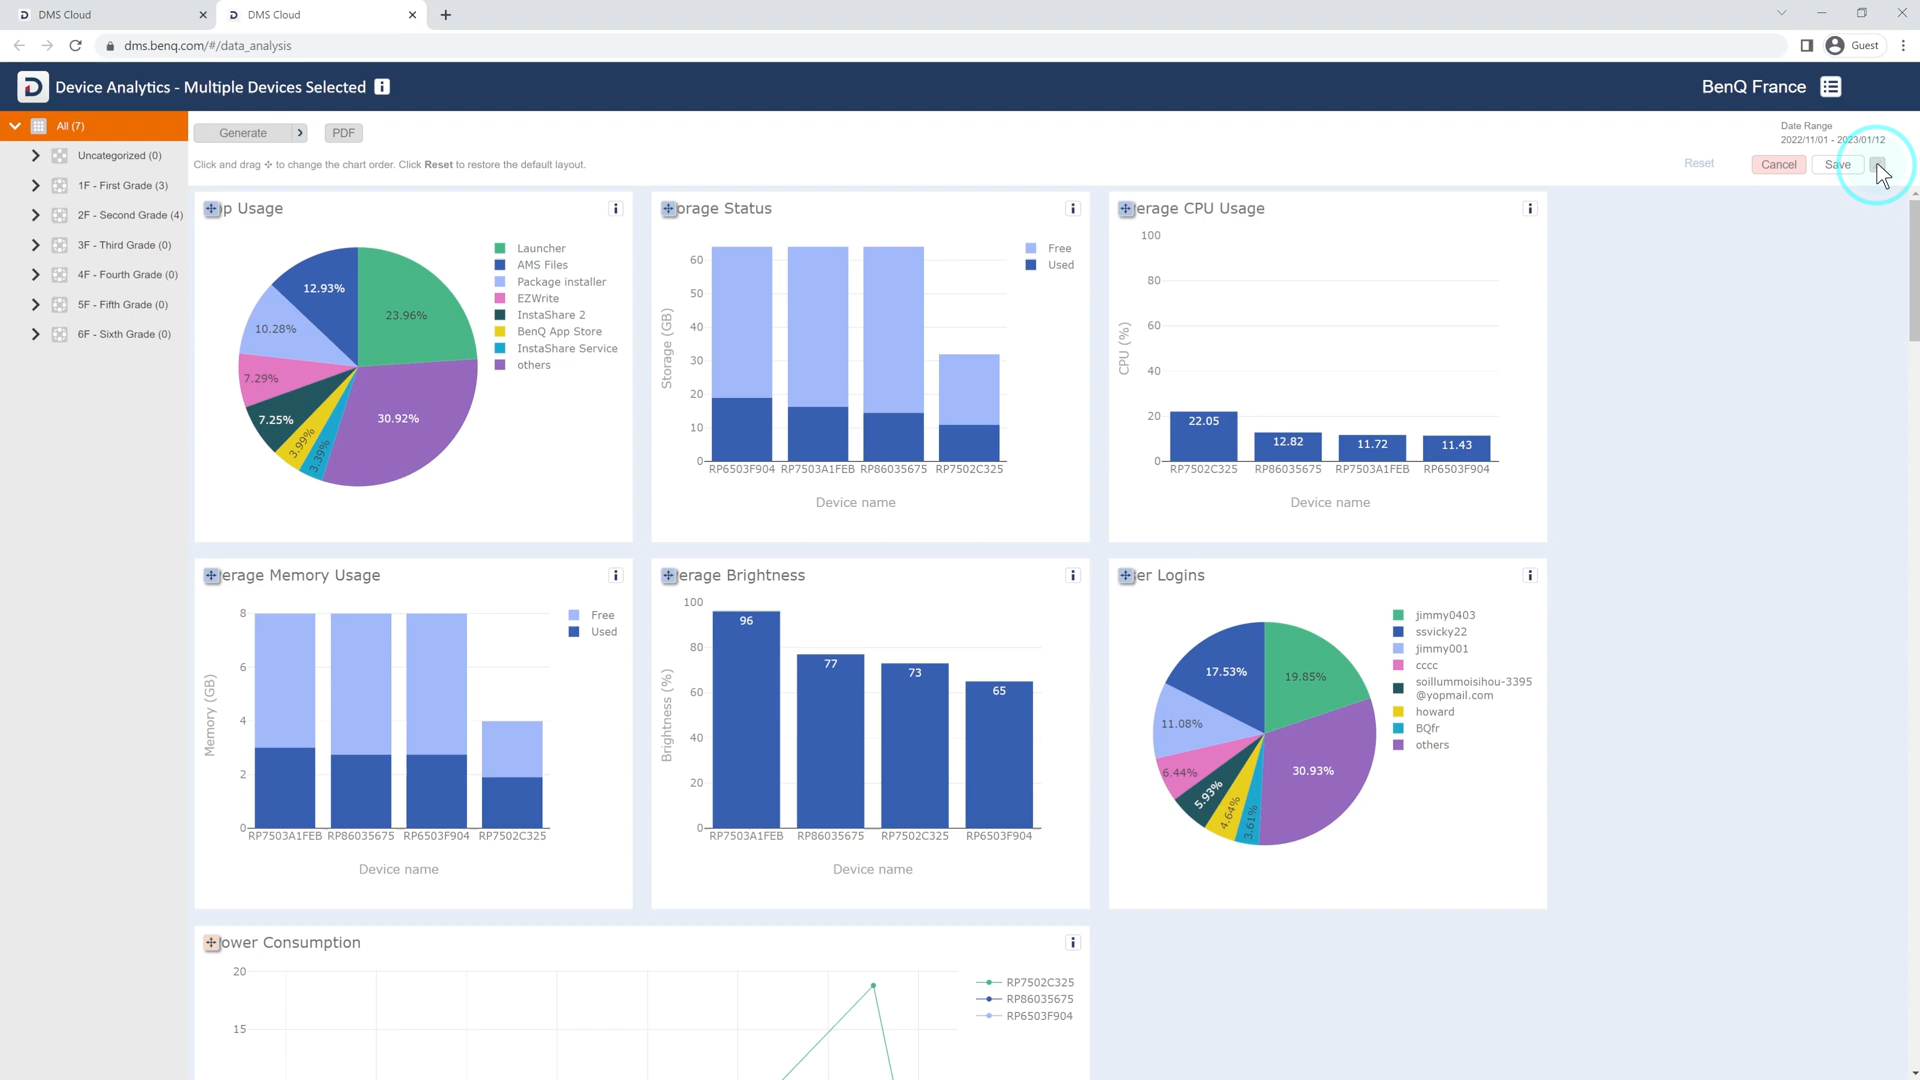 DMS Cloud
DMS Cloud
dms.benq.com/#/data_analysis
Guest
Device Analytics - Multiple Devices Selected
BenQ France
All (7)
Uncategorized (0)
1F - First Grade (3)
2F - Second Grade (4)
3F - Third Grade (0)
4F - Fourth Grade (0)
5F - Fifth Grade (0)
6F - Sixth Grade (0)
Generate
PDF
Date Range
2022/11/01 - 2023/01/12
Click and drag to change the chart order. Click Reset to restore the default layout.
Reset
Cancel
Save
pp Usage
12.93%
23.96%
10.28%
7.29%
7.25%
3.99%
3.39%
30.92%
Launcher
AMS Files
Package installer
EZWrite
InstaShare 2
BenQ App Store
InstaShare Service
others
orage Status
Storage (GB)
60
50
40
30
20
10
0
RP6503F904 RP7503A1FEB RP86035675 RP7502C325
Device name
Free
Used
erage CPU Usage
CPU (%)
100
80
60
40
20
0
22.05
12.82
11.72
11.43
RP7502C325 RP86035675 RP7503A1FEB RP6503F904
Device name
erage Memory Usage
Memory (GB)
8
6
4
2
0
RP7503A1FEB RP86035675 RP6503F904 RP7502C325
Device name
Free
Used
erage Brightness
Brightness (%)
100
80
60
40
20
0
96
77
73
65
RP7503A1FEB RP86035675 RP7502C325 RP6503F904
Device name
er Logins
17.53%
19.85%
11.08%
6.44%
5.93%
4.64%
3.61%
30.93%
jimmy0403
ssvicky22
jimmy001
cccc
soillummoisihou-3395
@yopmail.com
howard
BQfr
others
ower Consumption
20
15
RP7502C325
RP86035675
RP6503F904